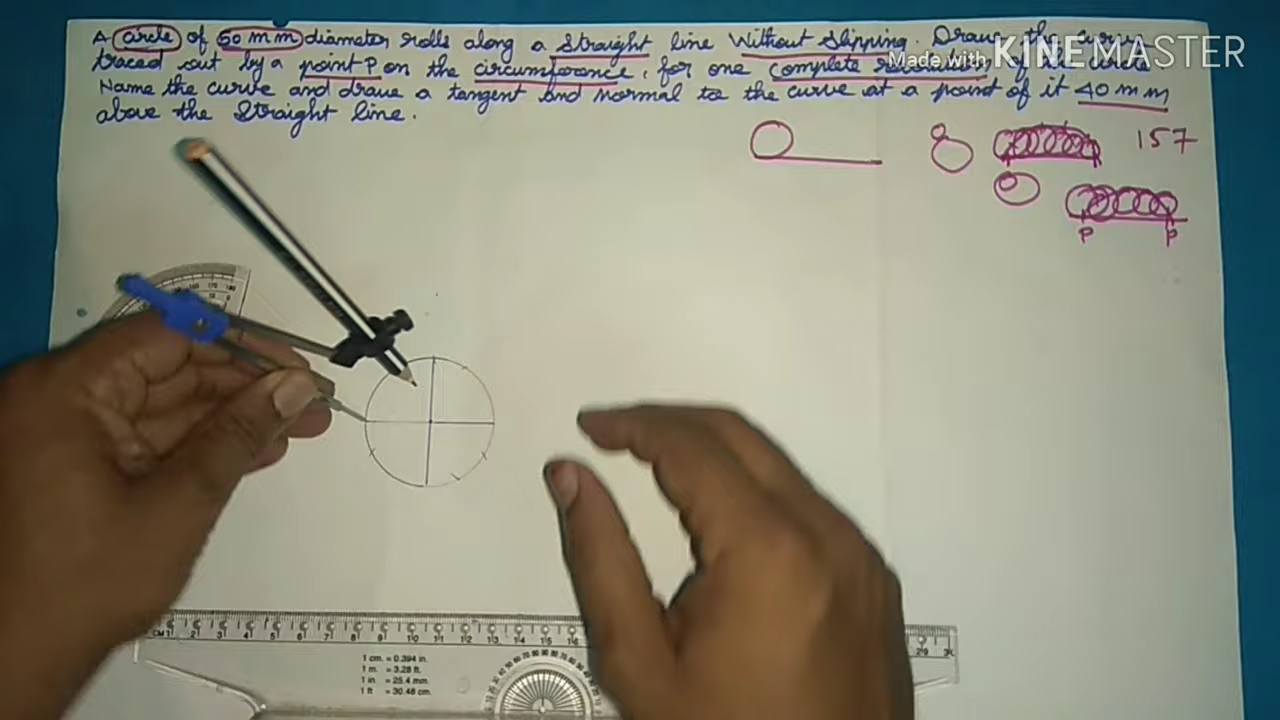 A circle of 50 mm diameter rolls along a straight line without slipping. Draw the curve
traced out by a point P on the circumference, for one complete revolution of the circle.
Name the curve and draw a tangent and normal to the curve at a point of it 40 mm
above the straight line.
Made with KINEMASTER
157
P P
1 cm. = 0.394 in.
1 m. = 3.28 ft.
1 in. = 25.4 mm.
1 ft = 30.48 cm.